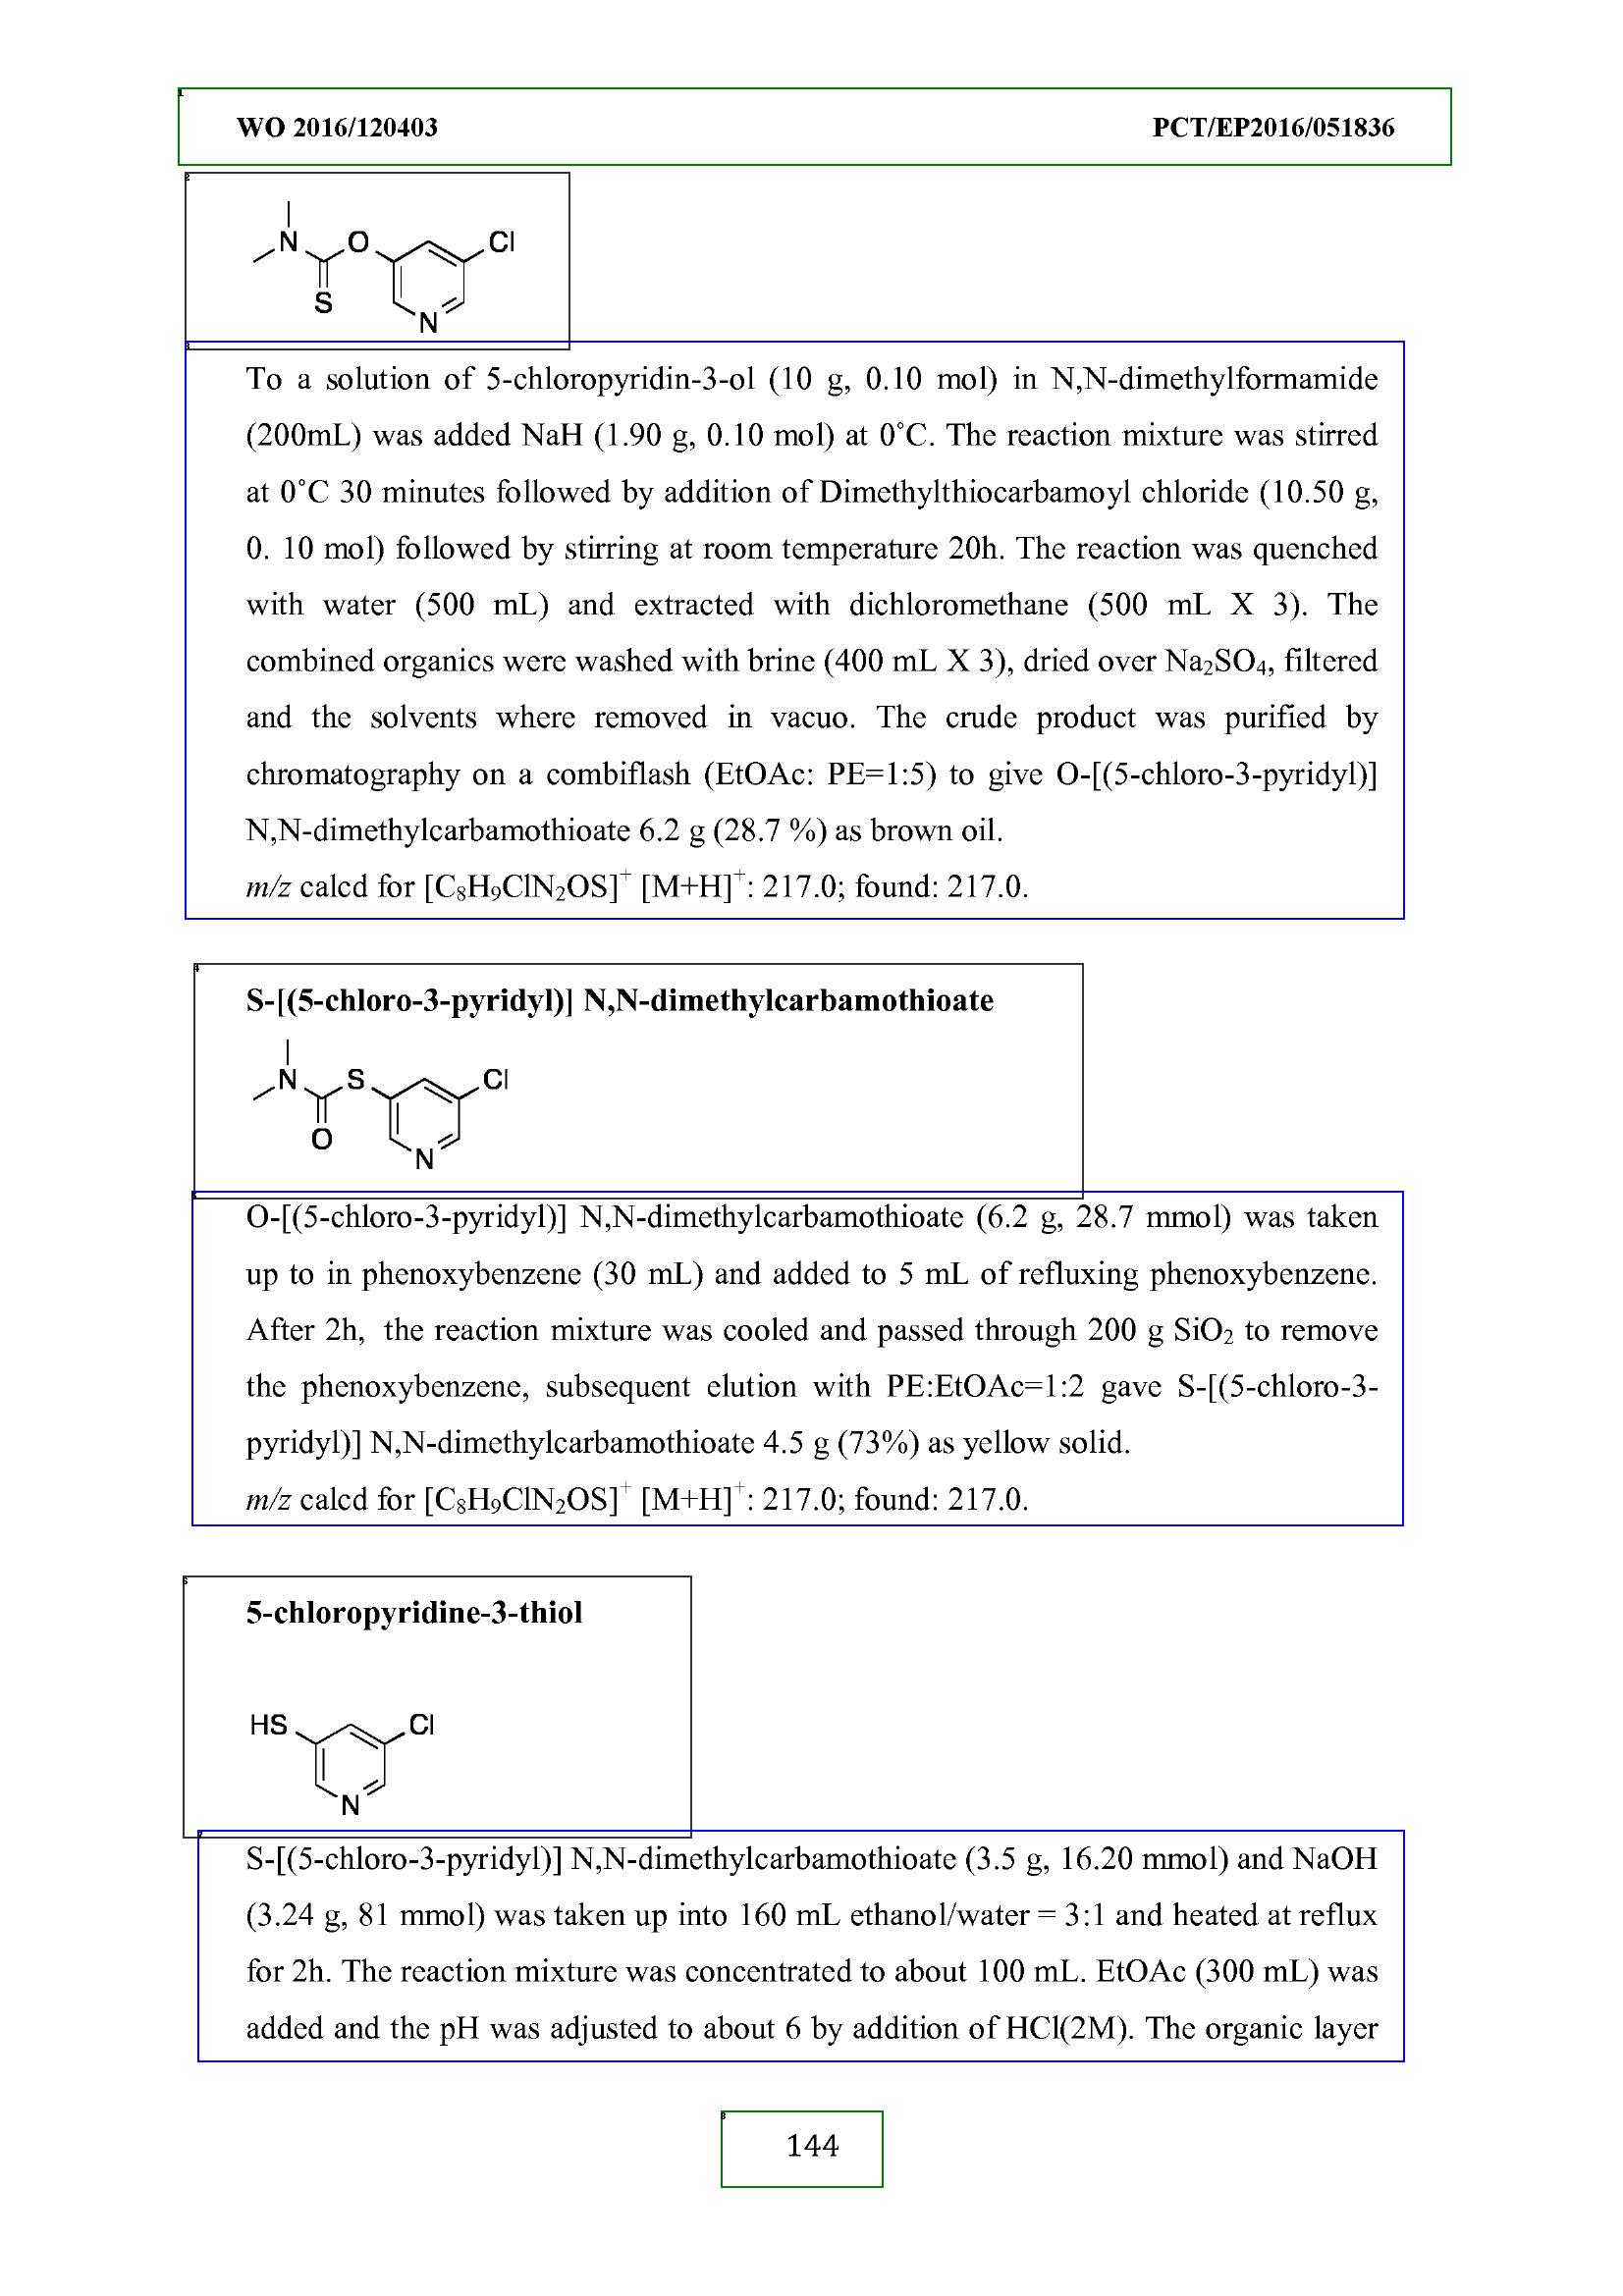 WO 2016/120403 PCT/EP2016/051836
N O Cl
S N
To a solution of 5-chloropyridin-3-ol (10 g, 0.10 mol) in N,N-dimethylformamide
(200mL) was added NaH (1.90 g, 0.10 mol) at 0°C. The reaction mixture was stirred
at 0°C 30 minutes followed by addition of Dimethylthiocarbamoyl chloride (10.50 g,
0. 10 mol) followed by stirring at room temperature 20h. The reaction was quenched
with water (500 mL) and extracted with dichloromethane (500 mL X 3). The
combined organics were washed with brine (400 mL X 3), dried over Na₂SO₄, filtered
and the solvents where removed in vacuo. The crude product was purified by
chromatography on a combiflash (EtOAc: PE=1:5) to give O-[(5-chloro-3-pyridyl)]
N,N-dimethylcarbamothioate 6.2 g (28.7 %) as brown oil.
m/z calcd for [C₈H₉ClN₂OS]⁺ [M+H]⁺: 217.0; found: 217.0.
S-[(5-chloro-3-pyridyl)] N,N-dimethylcarbamothioate
N S Cl
O N
O-[(5-chloro-3-pyridyl)] N,N-dimethylcarbamothioate (6.2 g, 28.7 mmol) was taken
up to in phenoxybenzene (30 mL) and added to 5 mL of refluxing phenoxybenzene.
After 2h, the reaction mixture was cooled and passed through 200 g SiO₂ to remove
the phenoxybenzene, subsequent elution with PE:EtOAc=1:2 gave S-[(5-chloro-3-
pyridyl)] N,N-dimethylcarbamothioate 4.5 g (73%) as yellow solid.
m/z calcd for [C₈H₉ClN₂OS]⁺ [M+H]⁺: 217.0; found: 217.0.
5-chloropyridine-3-thiol
HS Cl
N
S-[(5-chloro-3-pyridyl)] N,N-dimethylcarbamothioate (3.5 g, 16.20 mmol) and NaOH
(3.24 g, 81 mmol) was taken up into 160 mL ethanol/water = 3:1 and heated at reflux
for 2h. The reaction mixture was concentrated to about 100 mL. EtOAc (300 mL) was
added and the pH was adjusted to about 6 by addition of HCl(2M). The organic layer
144